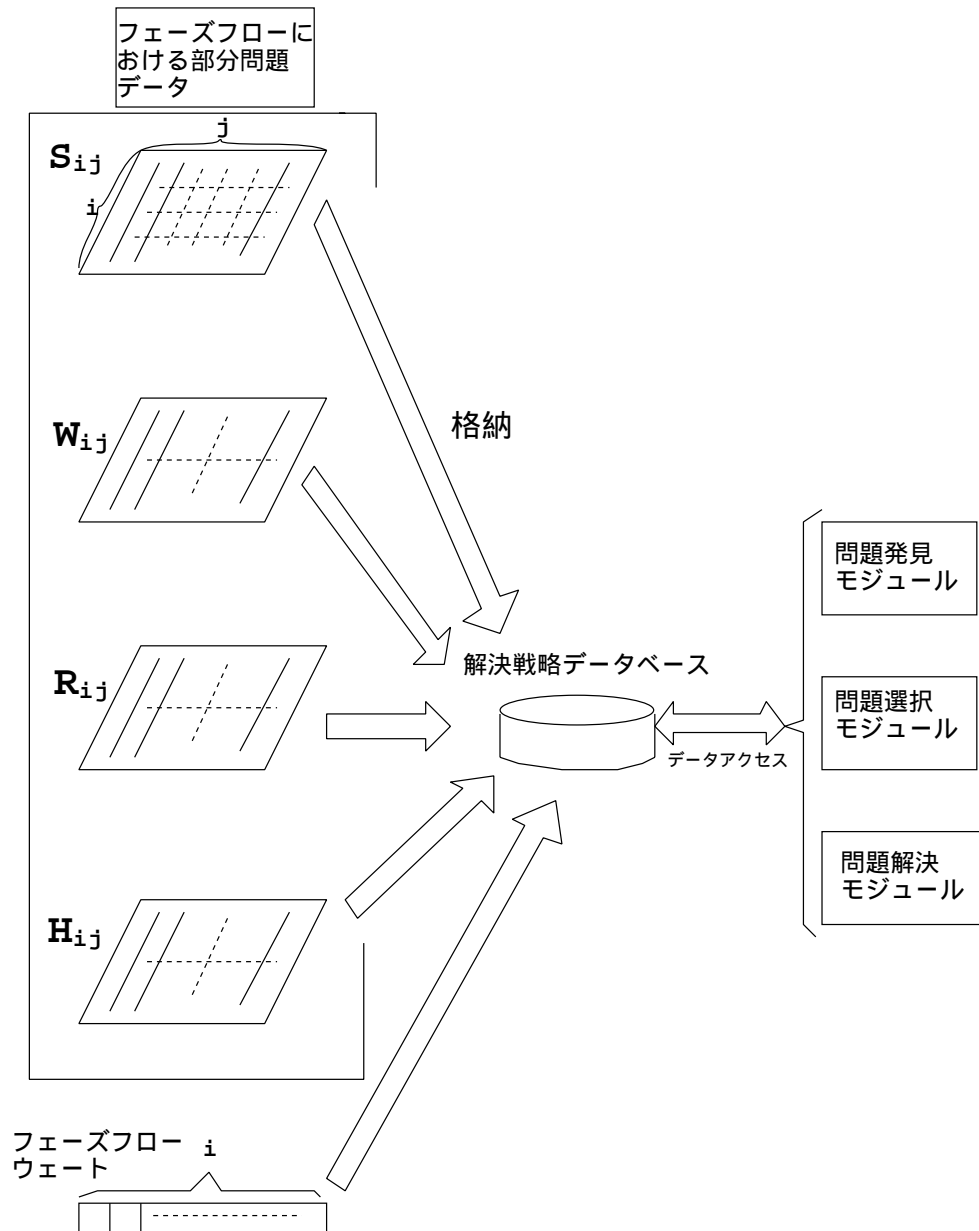 フェーズフローに
おける部分問題
データ
j
Sij
i
Wij
格納
Rij
解決戦略データベース
データアクセス
問題発見
モジュール
問題選択
モジュール
問題解決
モジュール
Hij
フェーズフロー
ウェート
i